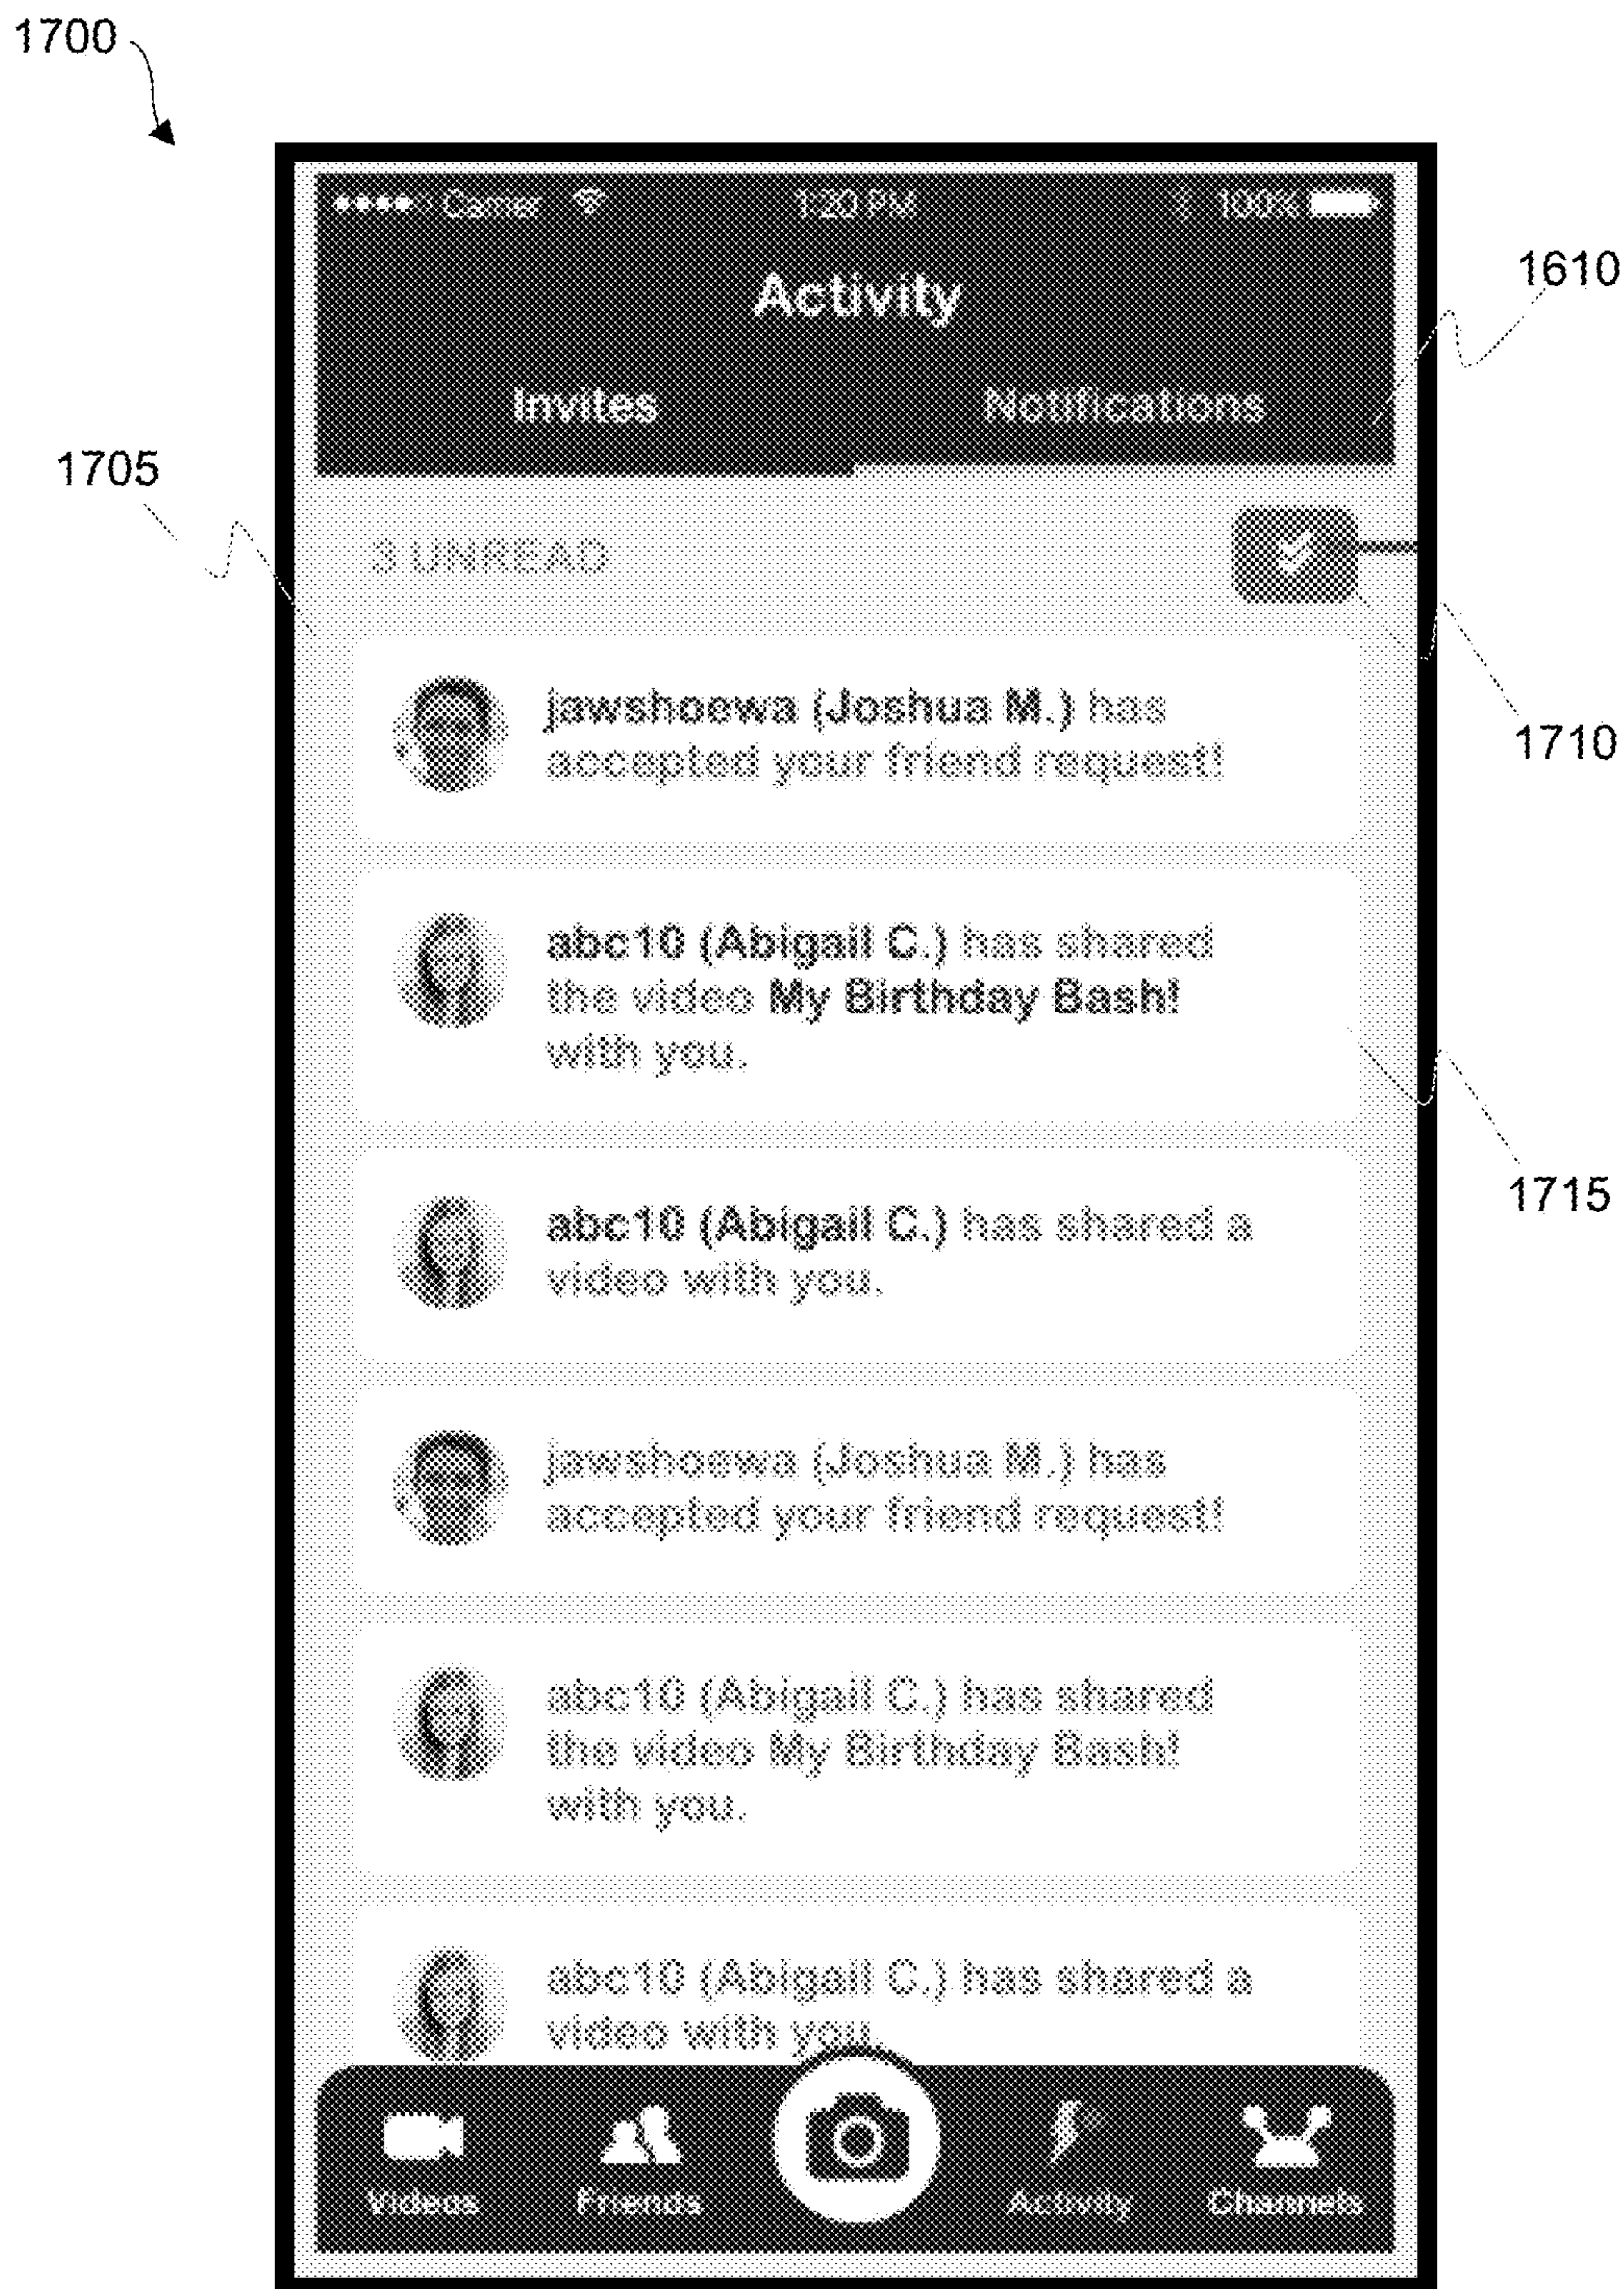 1700
Carrier 1:20 PM 100%
Activity
1610
Invites Notifications
1705
3 UNREAD
jawshoewa (Joshua M.) has
accepted your friend request!
1710
abc10 (Abigail C.) has shared
the video My Birthday Bash!
with you.
1715
abc10 (Abigail C.) has shared a
video with you.
jawshoewa (Joshua M.) has
accepted your friend request!
abc10 (Abigail C.) has shared
the video My Birthday Bash!
with you.
abc10 (Abigail C.) has shared a
video with you.
Videos Friends Activity Channels